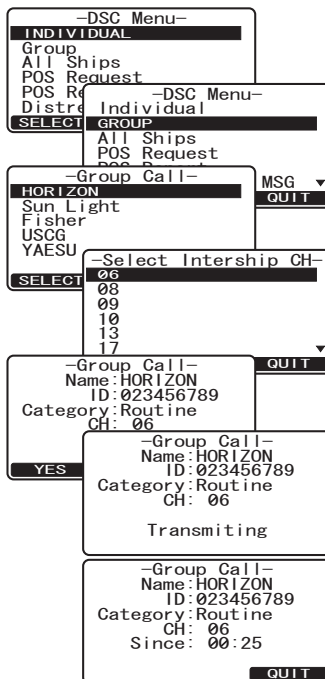 -DSC Menu-
INDIVIDUAL
Group
All Ships
POS Request
POS Re
Distre
SELECT
-DSC Menu-
Individual
GROUP
All Ships
POS Request
MSG ▼
QUIT
-Group Call-
HORIZON
Sun Light
Fisher
USCG
YAESU
SELECT
-Select Intership CH-
06
08
09
10
13
17 ▼
QUIT
-Group Call-
Name:HORIZON
ID:023456789
Category:Routine
CH: 06
YES
-Group Call-
Name:HORIZON
ID:023456789
Category:Routine
CH: 06
Transmiting
-Group Call-
Name:HORIZON
ID:023456789
Category:Routine
CH: 06
Since: 00:25
QUIT